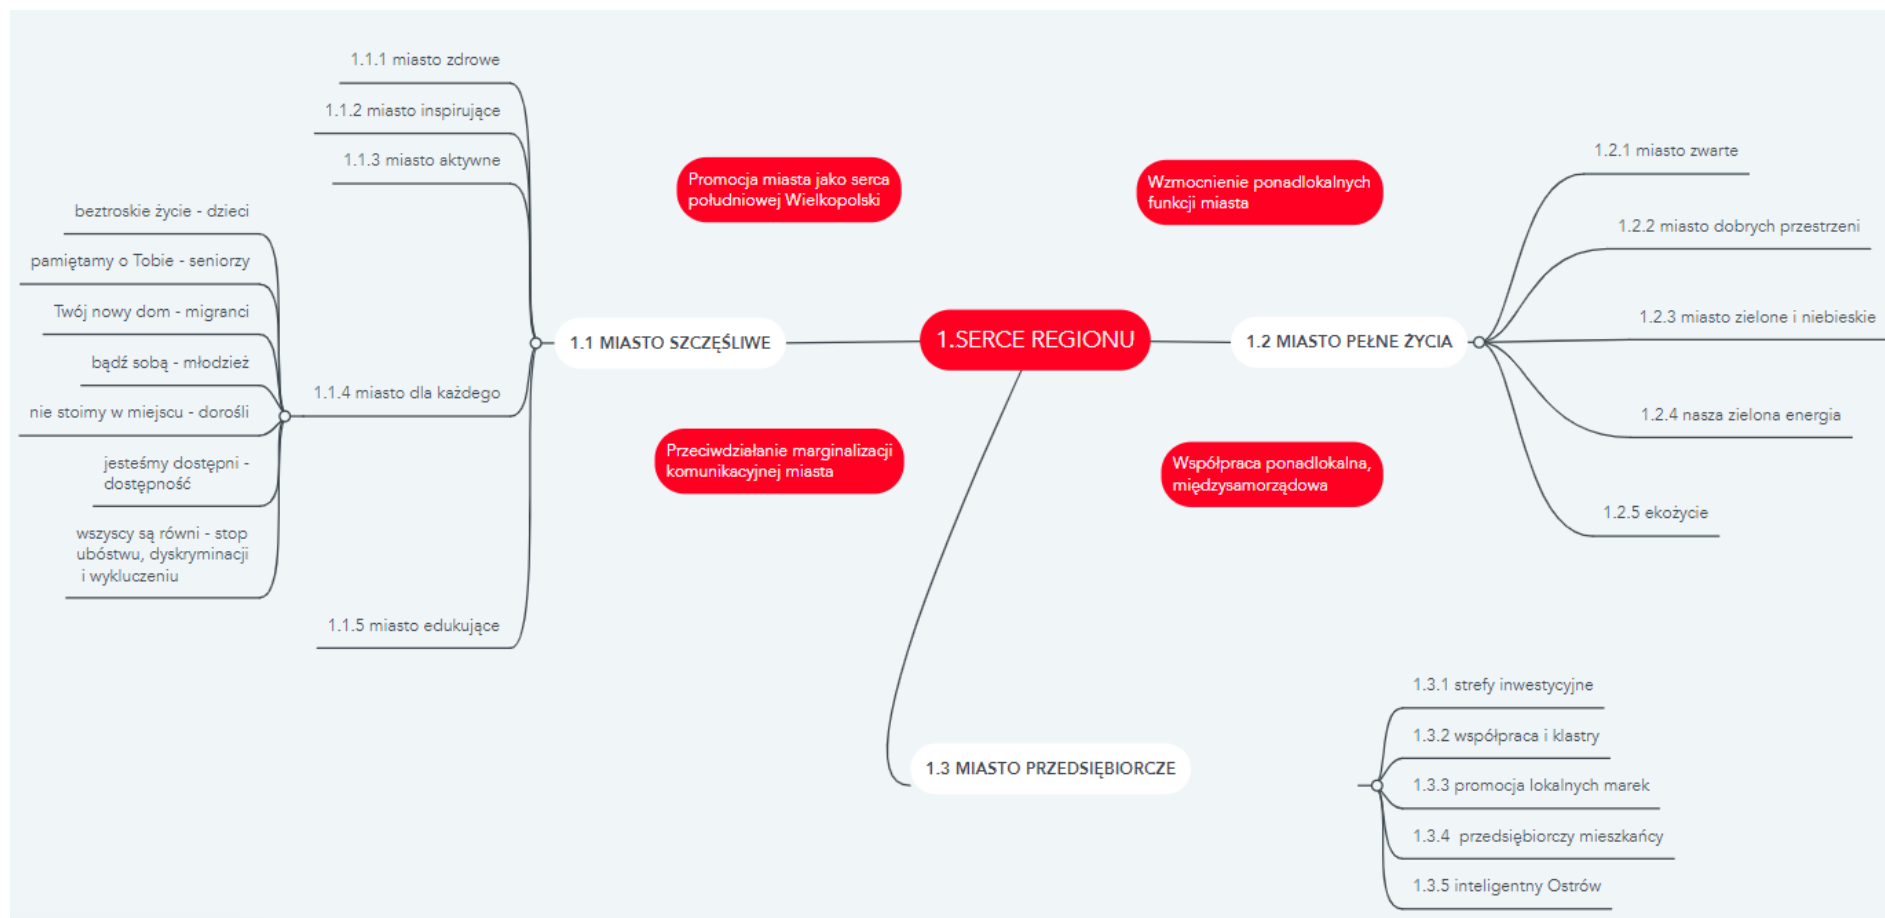 1.1.1 miasto zdrowe
1.1.2 miasto inspirujące
1.1.3 miasto aktywne
beztroskie życie - dzieci
pamiętamy o Tobie - seniorzy
Twój nowy dom - migranci
bądź sobą - młodzież
nie stoimy w miejscu - dorośli
jesteśmy dostępni -
dostępność
wszyscy są równi - stop
ubóstwu, dyskryminacji
i wykluczeniu
1.1.4 miasto dla każdego
1.1.5 miasto edukujące
1.1 MIASTO SZCZĘŚLIWE
Promocja miasta jako serca
południowej Wielkopolski
Przeciwdziałanie marginalizacji
komunikacyjnej miasta
1.SERCE REGIONU
Wzmocnienie ponadlokalnych
funkcji miasta
Współpraca ponadlokalna,
międzysamorządowa
1.2 MIASTO PEŁNE ŻYCIA
1.2.1 miasto zwarte
1.2.2 miasto dobrych przestrzeni
1.2.3 miasto zielone i niebieskie
1.2.4 nasza zielona energia
1.2.5 ekożycie
1.3 MIASTO PRZEDSIĘBIORCZE
1.3.1 strefy inwestycyjne
1.3.2 współpraca i klastry
1.3.3 promocja lokalnych marek
1.3.4 przedsiębiorczy mieszkańcy
1.3.5 inteligentny Ostrów